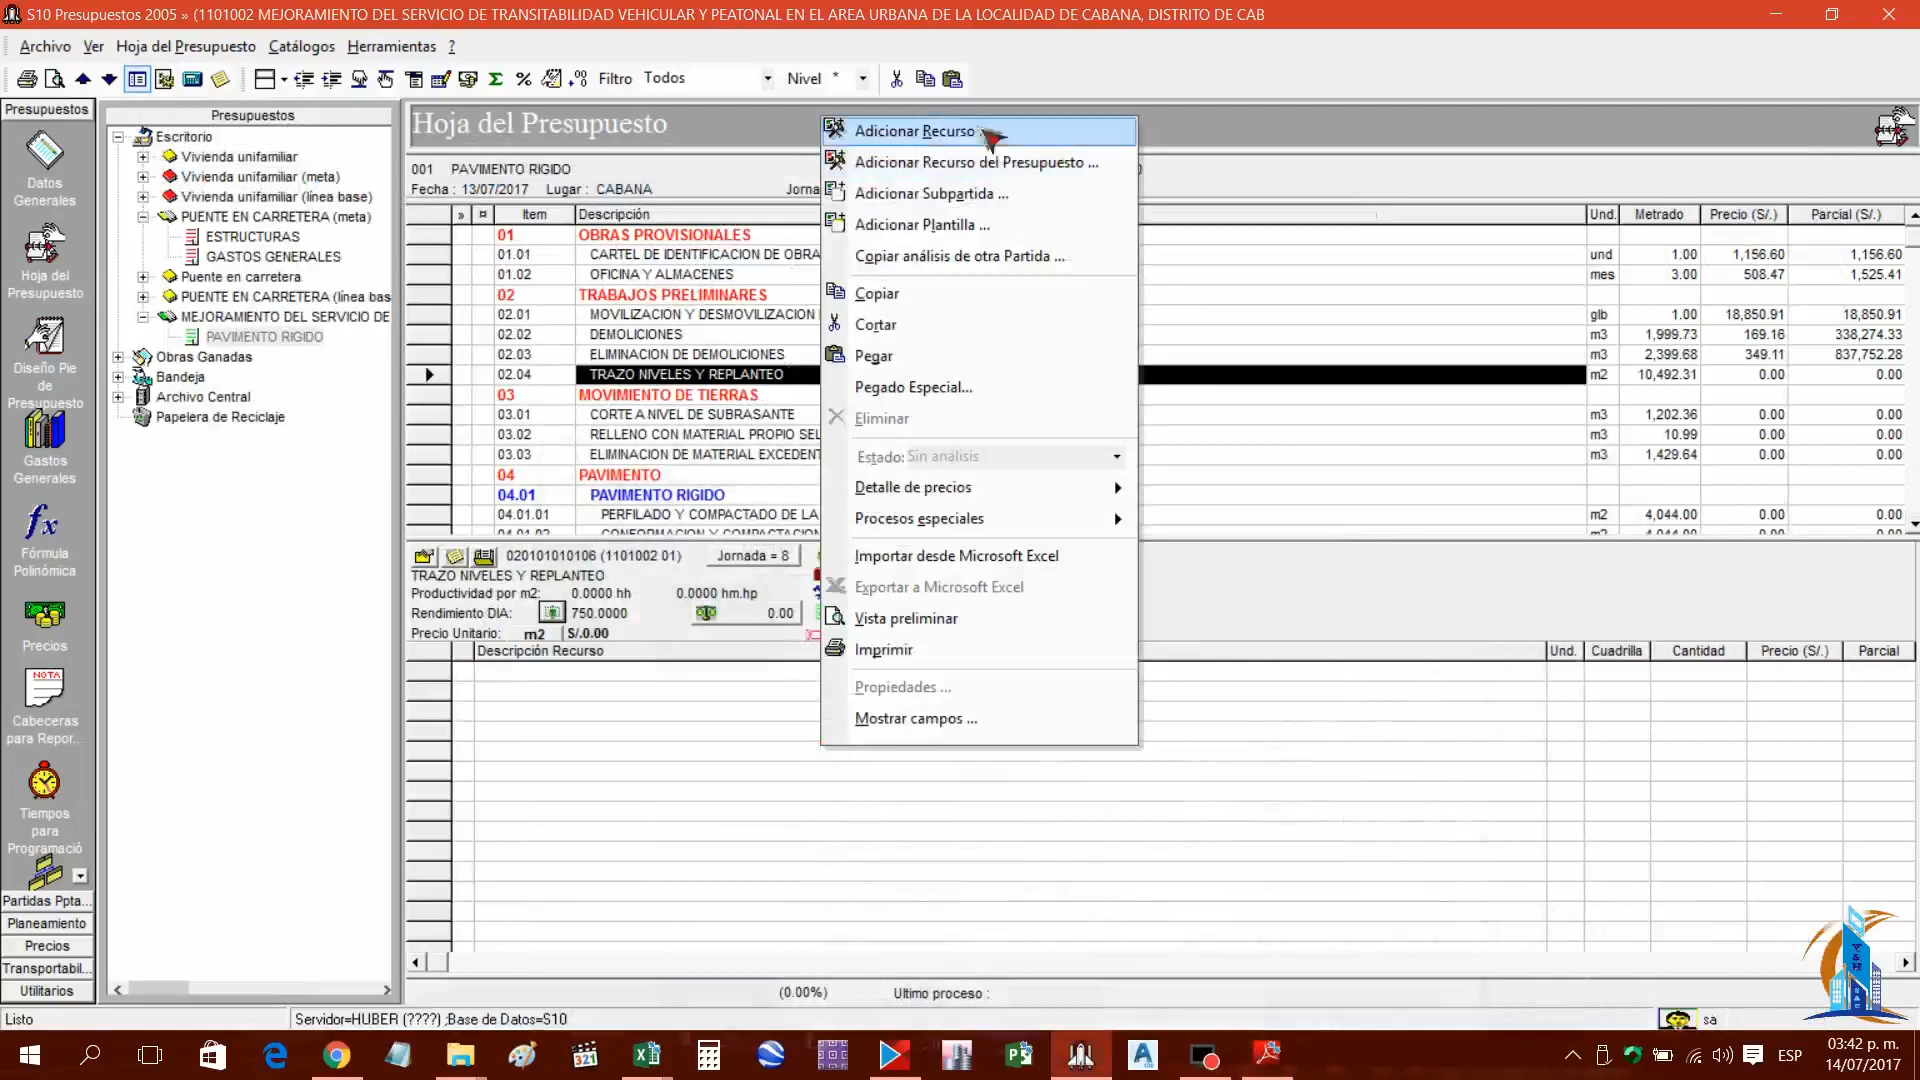 S10 Presupuestos 2005 » (1101002 MEJORAMIENTO DEL SERVICIO DE TRANSITABILIDAD VEHICULAR Y PEATONAL EN EL AREA URBANA DE LA LOCALIDAD DE CABANA, DISTRITO DE CAB
Archivo Ver Hoja del Presupuesto Catálogos Herramientas ?
Filtro Todos Nivel *
Presupuestos
Datos Generales
Hoja del Presupuesto
Diseño Pie de Presupuesto
Gastos Generales
fx
Fórmula Polinómica
Precios
NOTA
Cabeceras para Repor...
Tiempos para Programació
Partidas Ppta...
Planeamiento
Precios
Transportabil...
Utilitarios
Presupuestos
Escritorio
Vivienda unifamiliar
Vivienda unifamiliar (meta)
Vivienda unifamiliar (línea base)
PUENTE EN CARRETERA (meta)
ESTRUCTURAS
GASTOS GENERALES
Puente en carretera
PUENTE EN CARRETERA (línea bas
MEJORAMIENTO DEL SERVICIO DE
PAVIMENTO RIGIDO
Obras Ganadas
Bandeja
Archivo Central
Papelera de Reciclaje
Hoja del Presupuesto
001 PAVIMENTO RIGIDO
Fecha : 13/07/2017 Lugar : CABANA Jorna
» ¤ Item Descripción Und. Metrado Precio (S/.) Parcial (S/.)
01 OBRAS PROVISIONALES
01.01 CARTEL DE IDENTIFICACION DE OBRA und 1.00 1,156.60 1,156.60
01.02 OFICINA Y ALMACENES mes 3.00 508.47 1,525.41
02 TRABAJOS PRELIMINARES
02.01 MOVILIZACION Y DESMOVILIZACION glb 1.00 18,850.91 18,850.91
02.02 DEMOLICIONES m3 1,999.73 169.16 338,274.33
02.03 ELIMINACION DE DEMOLICIONES m3 2,399.68 349.11 837,752.28
02.04 TRAZO NIVELES Y REPLANTEO m2 10,492.31 0.00 0.00
03 MOVIMIENTO DE TIERRAS
03.01 CORTE A NIVEL DE SUBRASANTE m3 1,202.36 0.00 0.00
03.02 RELLENO CON MATERIAL PROPIO SEL m3 10.99 0.00 0.00
03.03 ELIMINACION DE MATERIAL EXCEDENT m3 1,429.64 0.00 0.00
04 PAVIMENTO
04.01 PAVIMENTO RIGIDO
04.01.01 PERFILADO Y COMPACTADO DE LA m2 4,044.00 0.00 0.00
04.01.02 CONFORMACION Y COMPACTACION m2 4,044.00 0.00 0.00
Adicionar Recurso
Adicionar Recurso del Presupuesto ...
Adicionar Subpartida ...
Adicionar Plantilla ...
Copiar análisis de otra Partida ...
Copiar
Cortar
Pegar
Pegado Especial...
Eliminar
Estado: Sin análisis
Detalle de precios
Procesos especiales
Importar desde Microsoft Excel
Exportar a Microsoft Excel
Vista preliminar
Imprimir
Propiedades ...
Mostrar campos ...
020101010106 (1101002 01) Jornada = 8
TRAZO NIVELES Y REPLANTEO
Productividad por m2: 0.0000 hh 0.0000 hm.hp
Rendimiento DIA: 750.0000 0.00
Precio Unitario: m2 S/.0.00
Descripción Recurso Und. Cuadrilla Cantidad Precio (S/.) Parcial
(0.00%) Ultimo proceso :
Listo Servidor=HUBER (????) ;Base de Datos=S10 sa
ESP 03:42 p. m.
14/07/2017